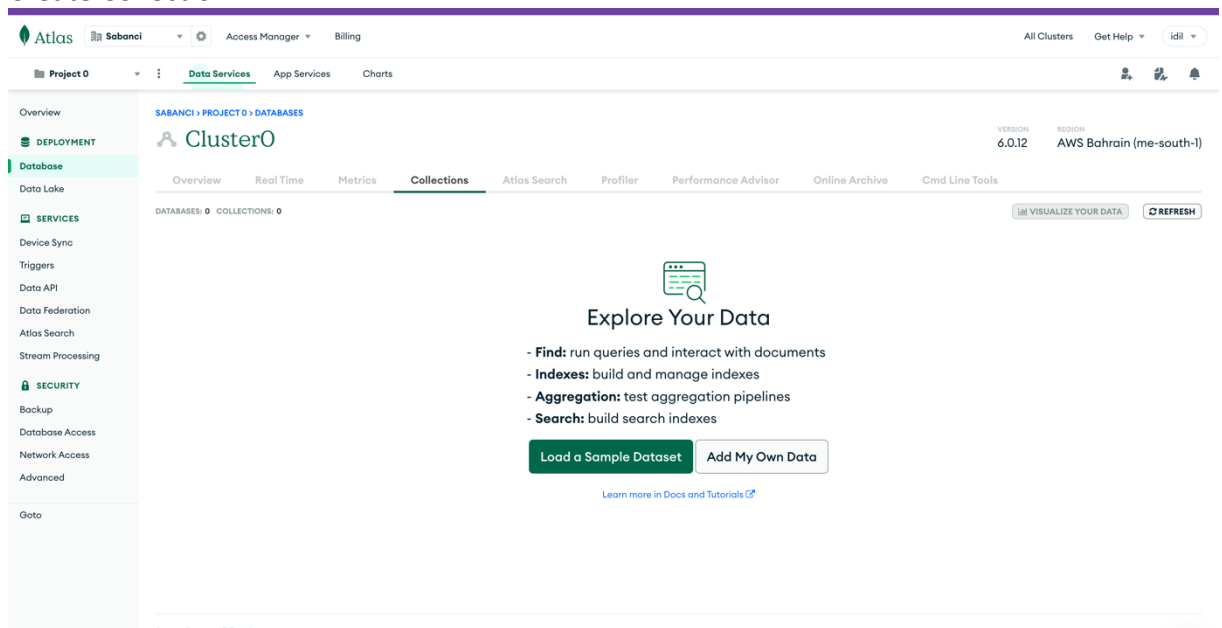 Atlas Sabanci Access Manager Billing All Clusters Get Help idil
Project 0 Data Services App Services Charts
Overview
DEPLOYMENT
Database
Data Lake
SERVICES
Device Sync
Triggers
Data API
Data Federation
Atlas Search
Stream Processing
SECURITY
Backup
Database Access
Network Access
Advanced
Goto
SABANCI > PROJECT 0 > DATABASES
Cluster0
VERSION REGION
6.0.12 AWS Bahrain (me-south-1)
Overview Real Time Metrics Collections Atlas Search Profiler Performance Advisor Online Archive Cmd Line Tools
DATABASES: 0 COLLECTIONS: 0 VISUALIZE YOUR DATA REFRESH
Explore Your Data
- Find: run queries and interact with documents
- Indexes: build and manage indexes
- Aggregation: test aggregation pipelines
- Search: build search indexes
Load a Sample Dataset Add My Own Data
Learn more in Docs and Tutorials